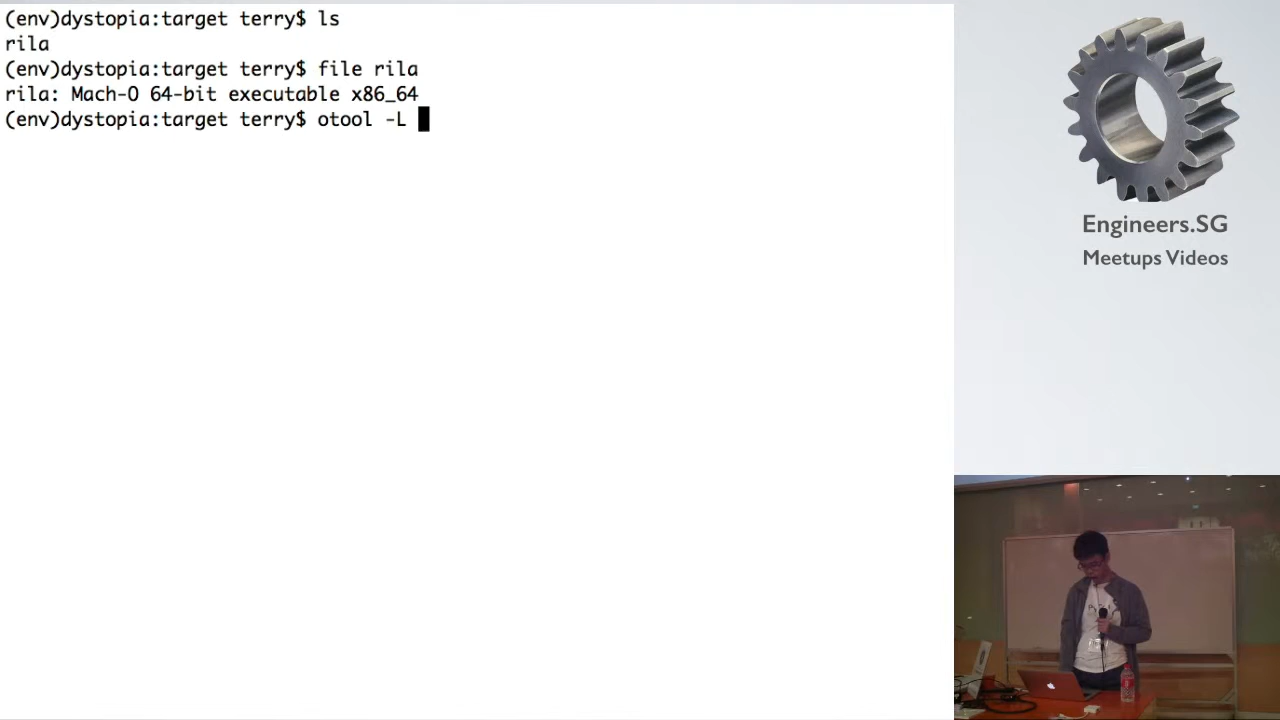 (env)dystopia:target terry$ ls
rila
(env)dystopia:target terry$ file rila
rila: Mach-O 64-bit executable x86_64
(env)dystopia:target terry$ otool -L
Engineers.SG
Meetups Videos